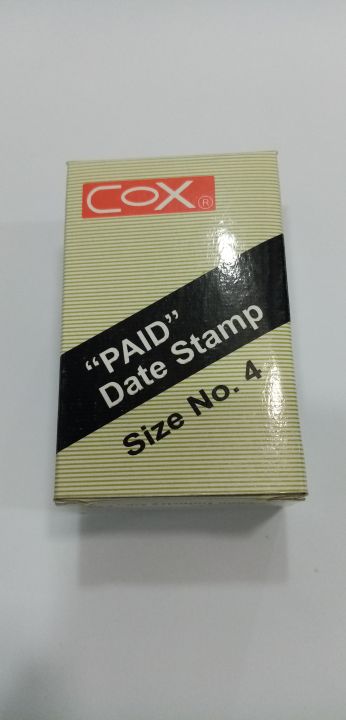 COX ®
“PAID”
Date Stamp
Size No. 4